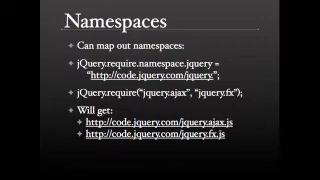 Namespaces
Can map out namespaces:
jQuery.require.namespace.jquery =
“http://code.jquery.com/jquery.”;
jQuery.require(“jquery.ajax”, “jquery.fx”);
Will get:
http://code.jquery.com/jquery.ajax.js
http://code.jquery.com/jquery.fx.js